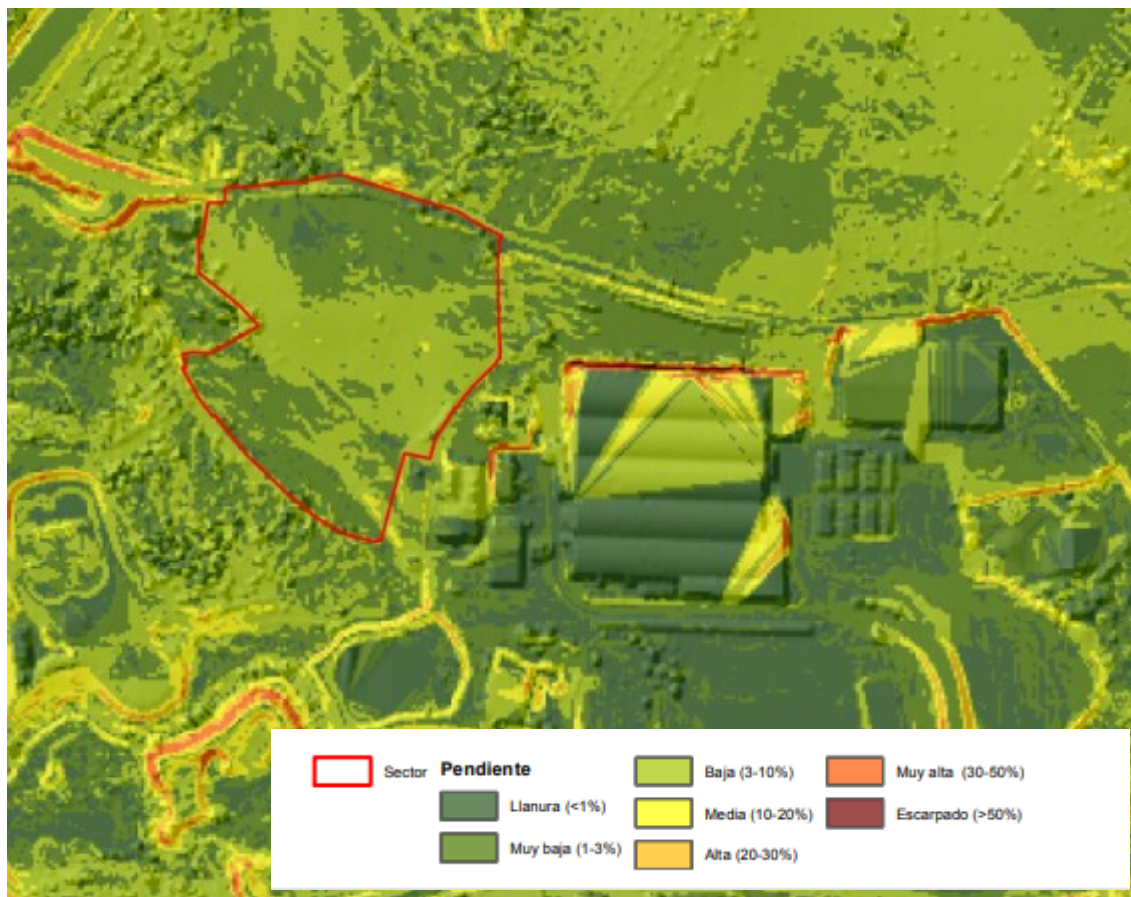 Sector
Pendiente
Llanura (<1%)
Muy baja (1-3%)
Baja (3-10%)
Media (10-20%)
Alta (20-30%)
Muy alta (30-50%)
Escarpado (>50%)